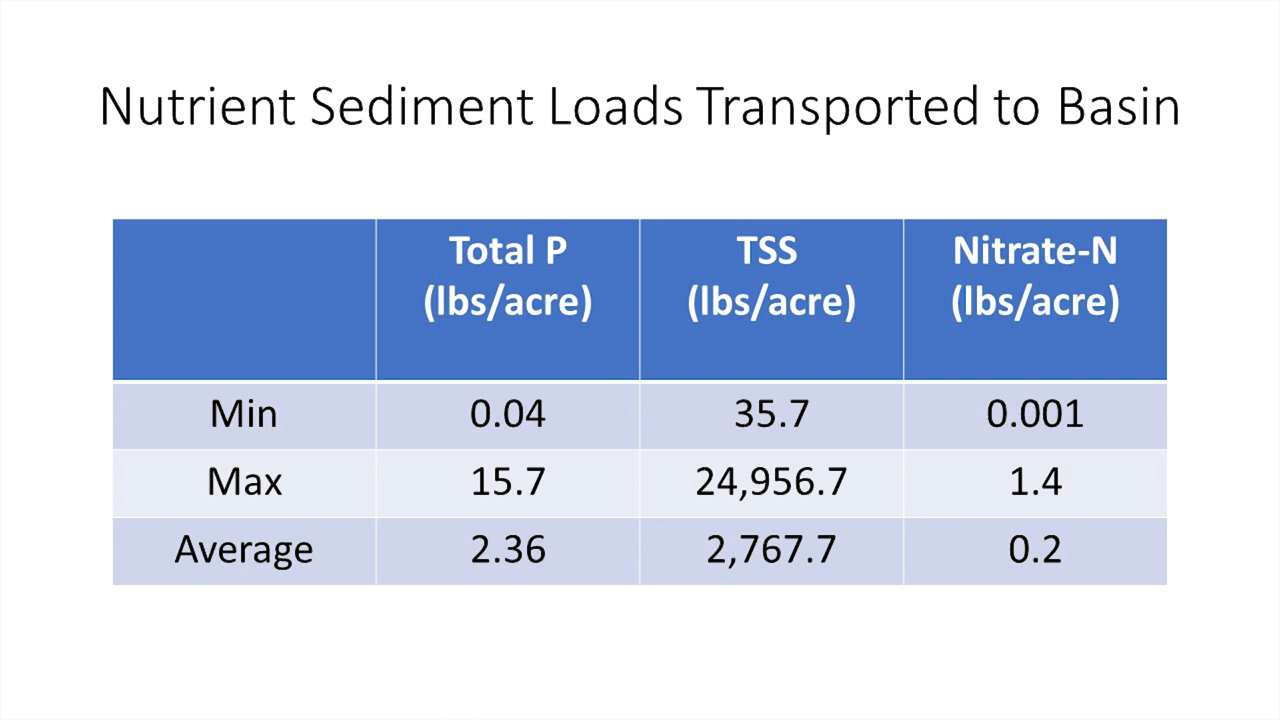 Nutrient Sediment Loads Transported to Basin
Total P TSS Nitrate-N
(lbs/acre) (lbs/acre) (lbs/acre)
Min 0.04 35.7 0.001
Max 15.7 24,956.7 1.4
Average 2.36 2,767.7 0.2